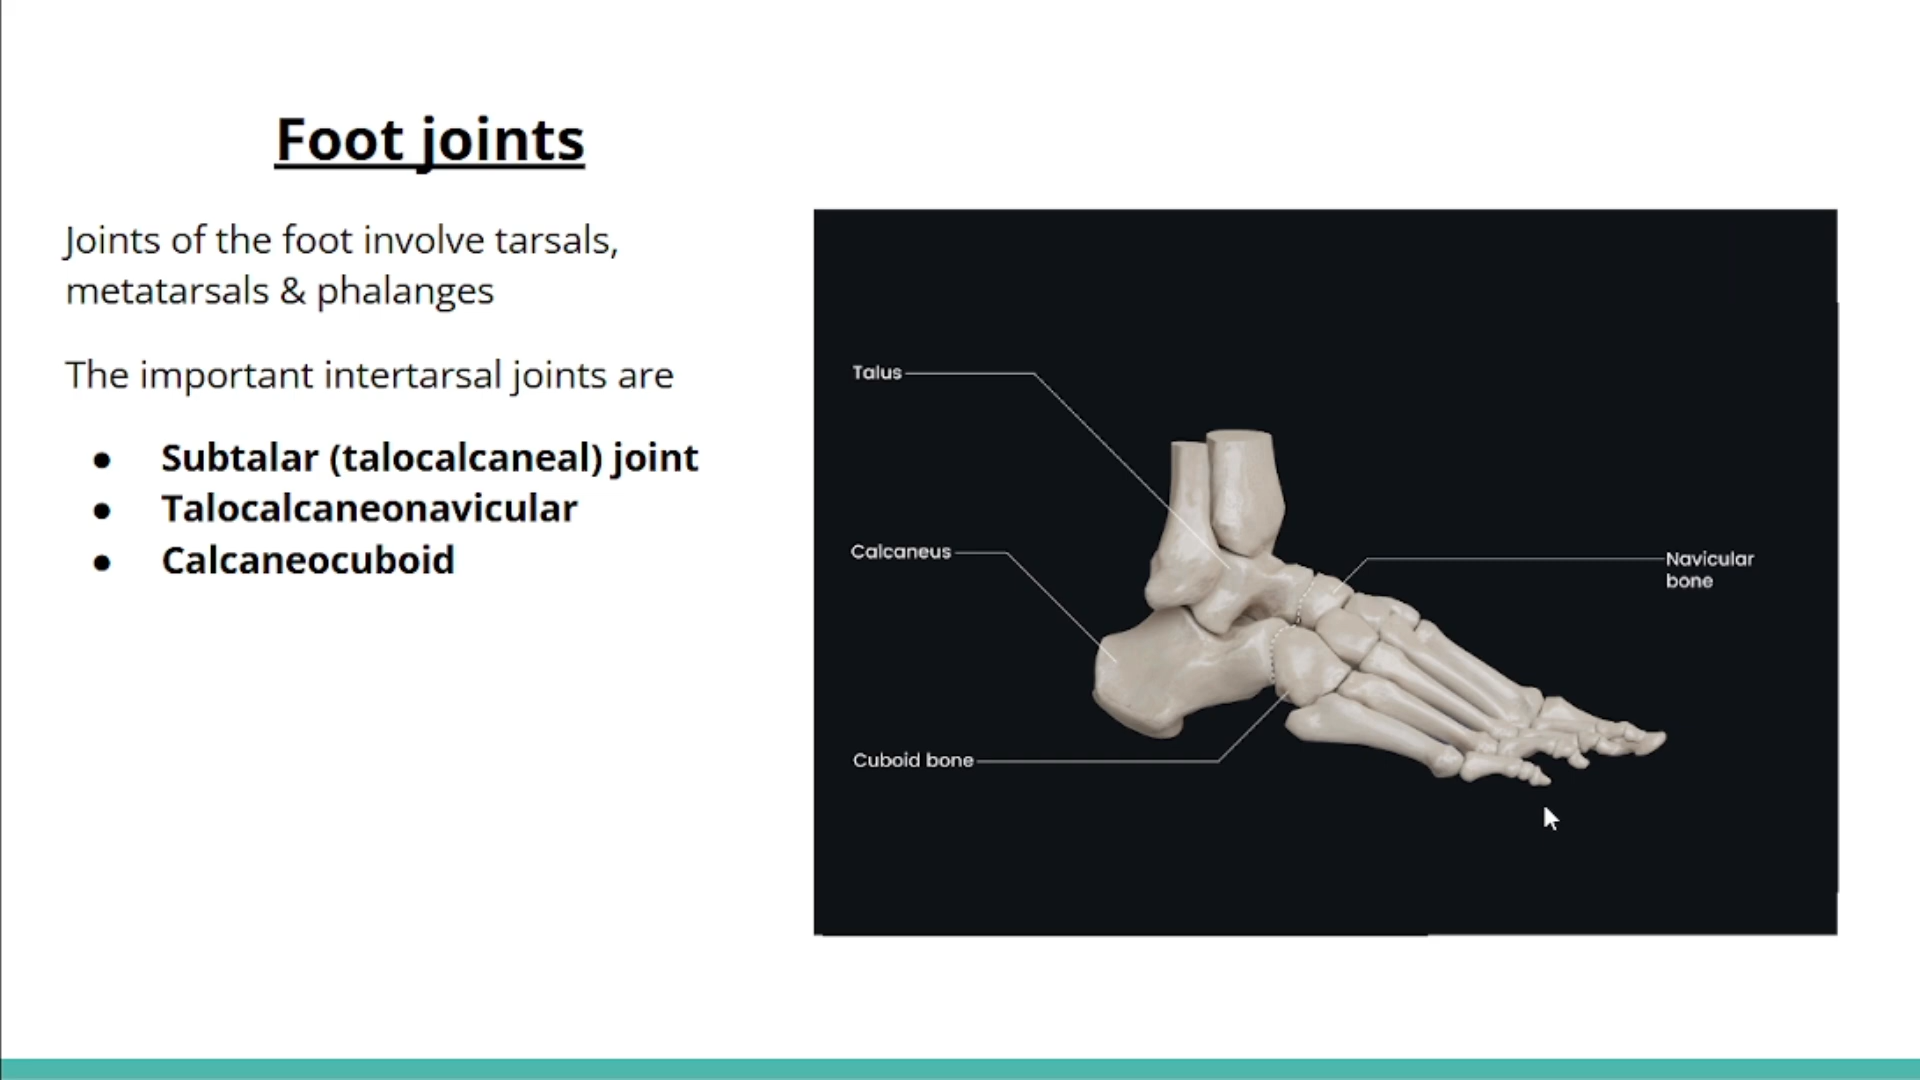 Foot joints
Joints of the foot involve tarsals,
metatarsals & phalanges
The important intertarsal joints are
● Subtalar (talocalcaneal) joint
● Talocalcaneonavicular
● Calcaneocuboid
Talus
Calcaneus
Navicular
bone
Cuboid bone